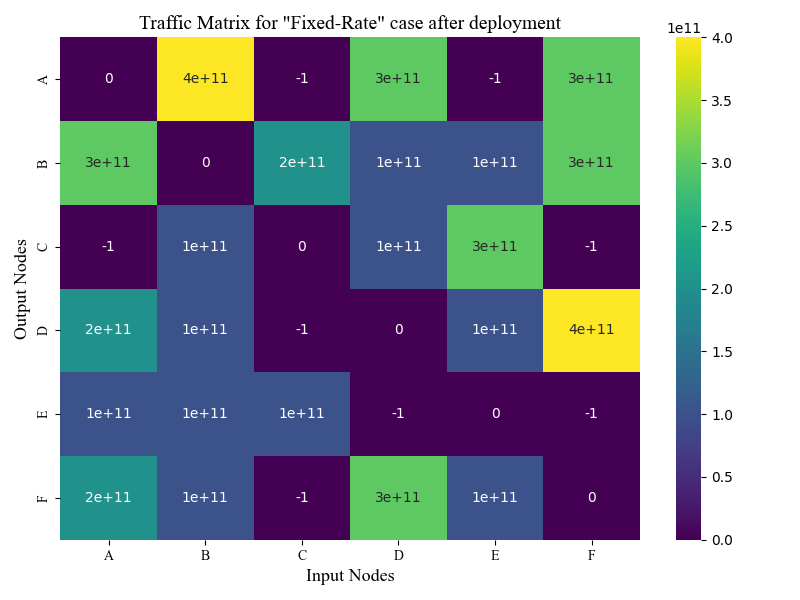 Traffic Matrix for "Fixed-Rate" case after deployment
1e11
A 0 4e+11 -1 3e+11 -1 3e+11
B 3e+11 0 2e+11 1e+11 1e+11 3e+11
C -1 1e+11 0 1e+11 3e+11 -1
D 2e+11 1e+11 -1 0 1e+11 4e+11
E 1e+11 1e+11 1e+11 -1 0 -1
F 2e+11 1e+11 -1 3e+11 1e+11 0
A B C D E F
Input Nodes
Output Nodes
4.0
3.5
3.0
2.5
2.0
1.5
1.0
0.5
0.0